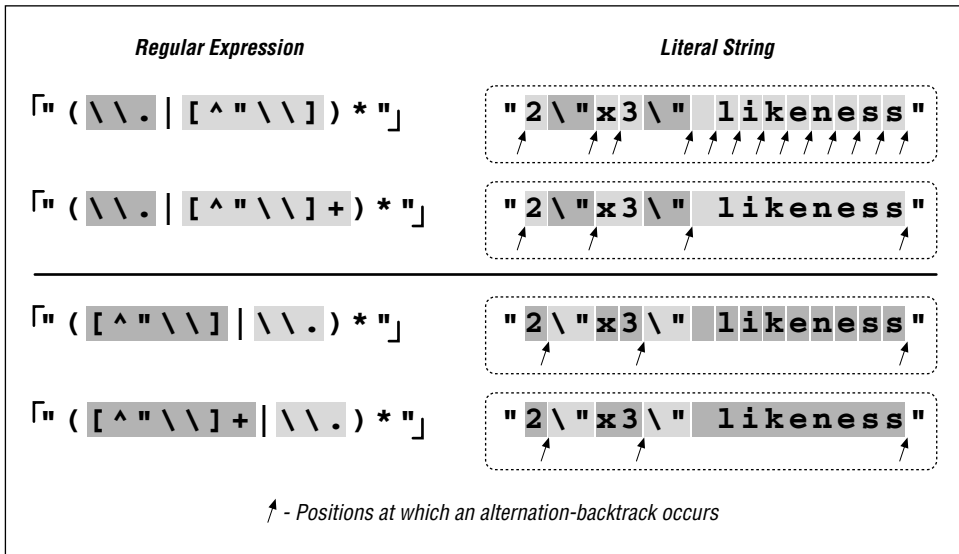 Regular Expression Literal String
「" ( \ \ . | [ ^ " \ \ ] ) * "」 "2\"x3\" likeness"
「" ( \ \ . | [ ^ " \ \ ] + ) * "」 "2\"x3\" likeness"
「" ( [ ^ " \ \ ] | \ \ . ) * "」 "2\"x3\" likeness"
「" ( [ ^ " \ \ ] + | \ \ . ) * "」 "2\"x3\" likeness"
- Positions at which an alternation-backtrack occurs